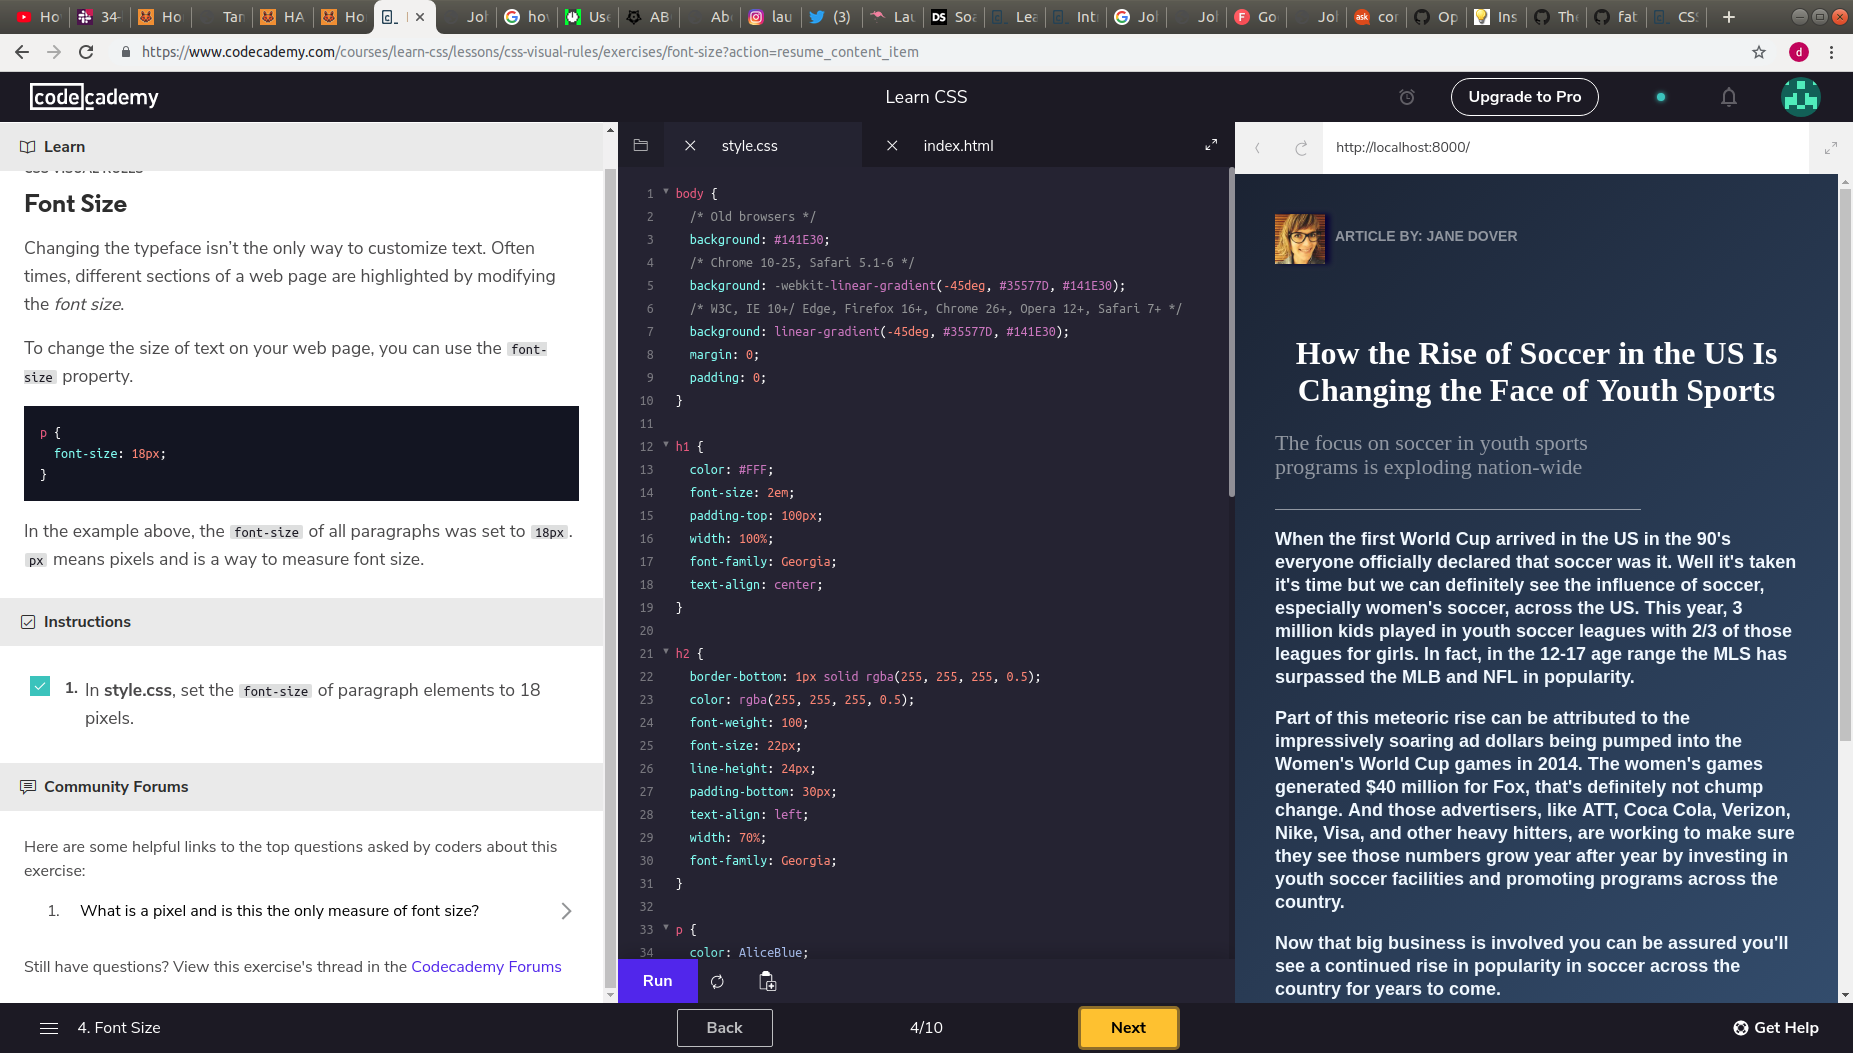 Ho
34-
Ho
Tar
HA
Ho
Joh
hov
Use
AB
Abo
lau
(3)
Lau
DS Soa
Lea
Intr
Joh
Joh
F Go
Joh
ask cor
Op
Ins
The
fat
CSS
https://www.codecademy.com/courses/learn-css/lessons/css-visual-rules/exercises/font-size?action=resume_content_item
d
codecademy
Learn CSS
Upgrade to Pro
Learn
CSS VISUAL RULES
Font Size
Changing the typeface isn’t the only way to customize text. Often
times, different sections of a web page are highlighted by modifying
the font size.
To change the size of text on your web page, you can use the font-
size property.
p {
font-size: 18px;
}
In the example above, the font-size of all paragraphs was set to 18px.
px means pixels and is a way to measure font size.
Instructions
1. In style.css, set the font-size of paragraph elements to 18
pixels.
Community Forums
Here are some helpful links to the top questions asked by coders about this
exercise:
1. What is a pixel and is this the only measure of font size?
Still have questions? View this exercise's thread in the Codecademy Forums
style.css
index.html
1 body {
2 /* Old browsers */
3 background: #141E30;
4 /* Chrome 10-25, Safari 5.1-6 */
5 background: -webkit-linear-gradient(-45deg, #35577D, #141E30);
6 /* W3C, IE 10+/ Edge, Firefox 16+, Chrome 26+, Opera 12+, Safari 7+ */
7 background: linear-gradient(-45deg, #35577D, #141E30);
8 margin: 0;
9 padding: 0;
10 }
11
12 h1 {
13 color: #FFF;
14 font-size: 2em;
15 padding-top: 100px;
16 width: 100%;
17 font-family: Georgia;
18 text-align: center;
19 }
20
21 h2 {
22 border-bottom: 1px solid rgba(255, 255, 255, 0.5);
23 color: rgba(255, 255, 255, 0.5);
24 font-weight: 100;
25 font-size: 22px;
26 line-height: 24px;
27 padding-bottom: 30px;
28 text-align: left;
29 width: 70%;
30 font-family: Georgia;
31 }
32
33 p {
34 color: AliceBlue;
Run
http://localhost:8000/
ARTICLE BY: JANE DOVER
How the Rise of Soccer in the US Is
Changing the Face of Youth Sports
The focus on soccer in youth sports
programs is exploding nation-wide
When the first World Cup arrived in the US in the 90's
everyone officially declared that soccer was it. Well it's taken
it's time but we can definitely see the influence of soccer,
especially women's soccer, across the US. This year, 3
million kids played in youth soccer leagues with 2/3 of those
leagues for girls. In fact, in the 12-17 age range the MLS has
surpassed the MLB and NFL in popularity.
Part of this meteoric rise can be attributed to the
impressively soaring ad dollars being pumped into the
Women's World Cup games in 2014. The women's games
generated $40 million for Fox, that's definitely not chump
change. And those advertisers, like ATT, Coca Cola, Verizon,
Nike, Visa, and other heavy hitters, are working to make sure
they see those numbers grow year after year by investing in
youth soccer facilities and promoting programs across the
country.
Now that big business is involved you can be assured you'll
see a continued rise in popularity in soccer across the
country for years to come.
4. Font Size
Back
4/10
Next
Get Help